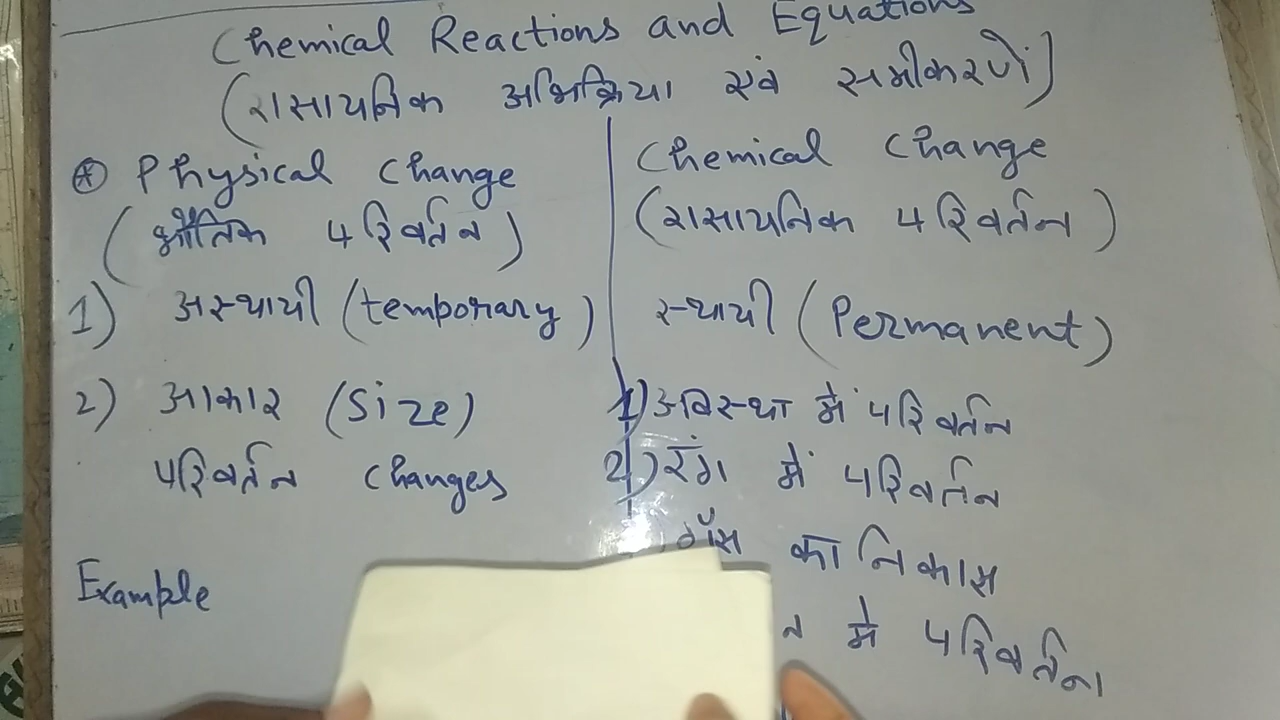 Chemical Reactions and Equations
(रासायनिक अभिक्रिया एवं समीकरणें)
* Physical Change
(भौतिक परिवर्तन)
1) अस्थायी (temporary)
2) आकार (Size)
परिवर्तन Changes
Example
Chemical Change
(रासायनिक परिवर्तन)
स्थायी (Permanent)
1) अवस्था में परिवर्तन
2) रंग में परिवर्तन
गैस का निकास
में परिवर्तन